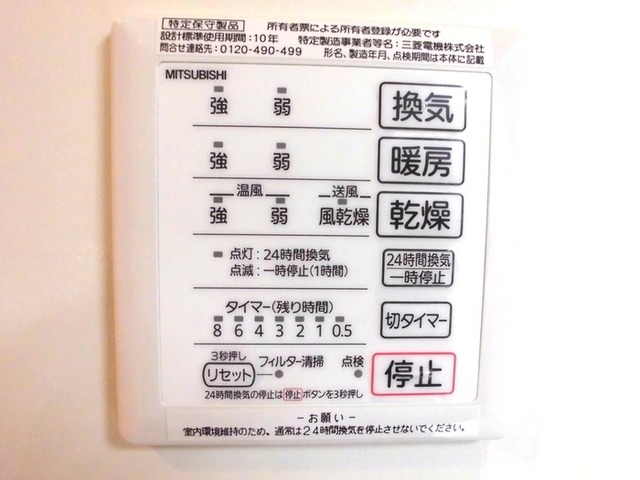 特定保守製品 所有者票による所有者登録が必要です
設計標準使用期間:10年 特定製造事業者等名:三菱電機株式会社
問合せ連絡先:0120-490-499 形名、製造年月、点検期間は本体に記載
MITSUBISHI
強 弱 換気
強 弱 暖房
温風 送風
強 弱 風乾燥 乾燥
点灯:24時間換気
点滅:一時停止(1時間)
24時間換気
一時停止
タイマー(残り時間)
8 6 4 3 2 1 0.5
切タイマー
3秒押し
リセット フィルター清掃 点検
停止
24時間換気の停止は停止ボタンを3秒押し
-お願い-
室内環境維持のため、通常は24時間換気を停止させないでください。